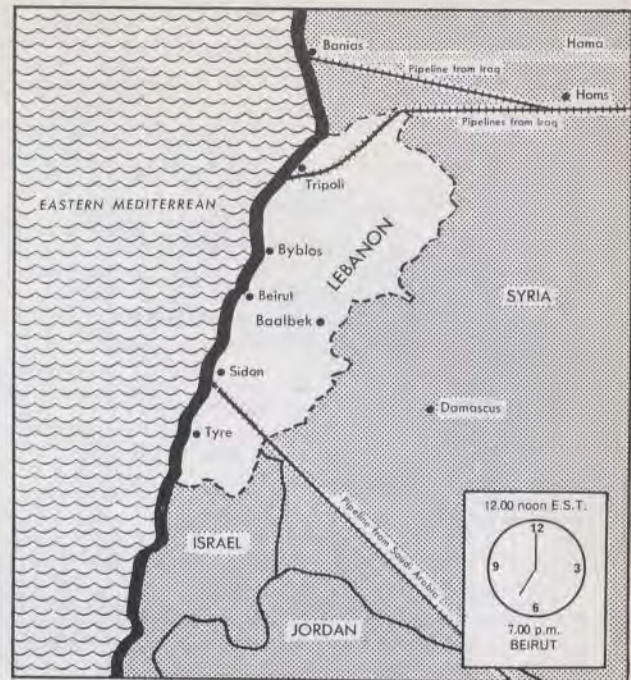 Banias
Hama
Pipeline from Iraq
Homs
Pipelines from Iraq
Tripoli
EASTERN MEDITERREAN
Byblos
LEBANON
Beirut
SYRIA
Baalbek
Sidon
Damascus
Tyre
Pipeline from Saudi Arabia
ISRAEL
JORDAN
12.00 noon E.S.T.
12
9
3
6
7.00 p.m.
BEIRUT